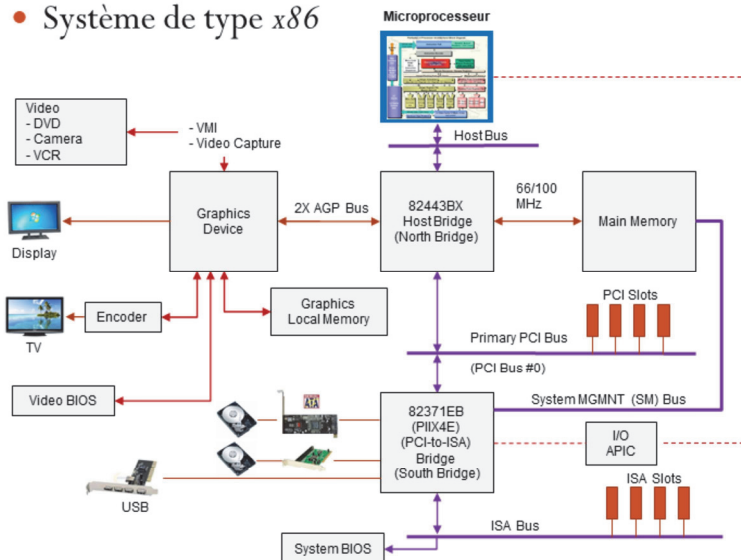 • Système de type x86
Microprocesseur
Video
- DVD
- Camera
- VCR
- VMI
- Video Capture
Host Bus
Graphics
Device
2X AGP Bus
82443BX
Host Bridge
(North Bridge)
66/100
MHz
Main Memory
Display
Encoder
TV
Graphics
Local Memory
PCI Slots
Primary PCI Bus
(PCI Bus #0)
Video BIOS
ATA
82371EB
(PIIX4E)
(PCI-to-ISA)
Bridge
(South Bridge)
System MGMNT (SM) Bus
I/O
APIC
USB
ISA Slots
ISA Bus
System BIOS